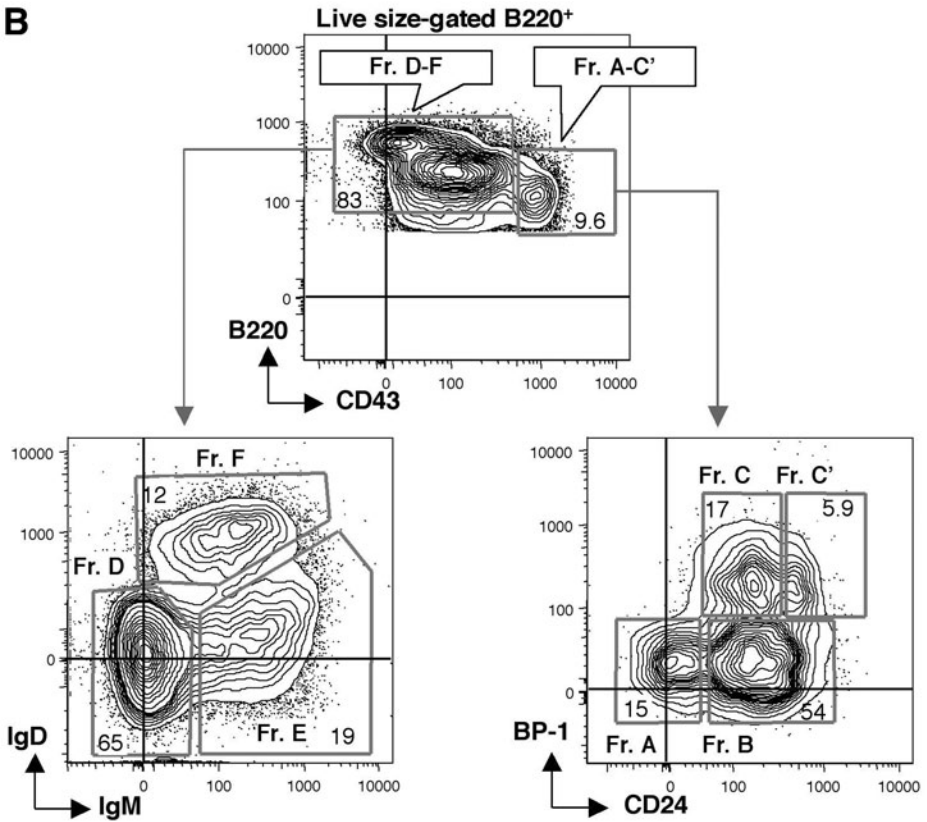 B
Live size-gated B220+
10000
Fr. D-F
Fr. A-C’
1000
100
83
9.6
0
B220
0
100
1000
10000
CD43
10000
Fr. F
12
1000
Fr. D
0
IgD
65
Fr. E
19
0
100
1000
10000
IgM
10000
Fr. C
Fr. C’
17
5.9
1000
100
0
15
54
BP-1
Fr. A
Fr. B
0
100
1000
10000
CD24